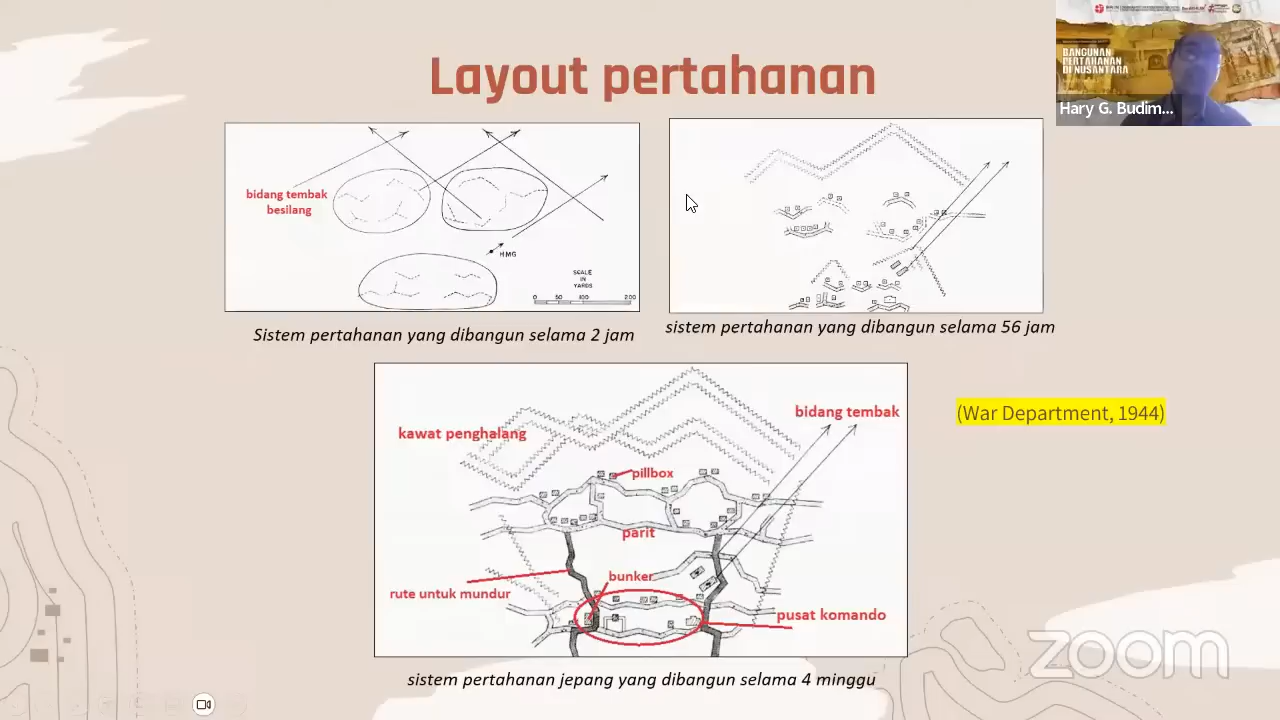 Layout pertahanan
BANGUNAN
PERTAHANAN
DI NUSANTARA
Hary G. Budim...
bidang tembak
besilang
HMG
SCALE
IN
YARDS
0 50 100 200
Sistem pertahanan yang dibangun selama 2 jam
sistem pertahanan yang dibangun selama 56 jam
bidang tembak
kawat penghalang
pillbox
parit
bunker
rute untuk mundur
pusat komando
(War Department, 1944)
sistem pertahanan jepang yang dibangun selama 4 minggu
zoom